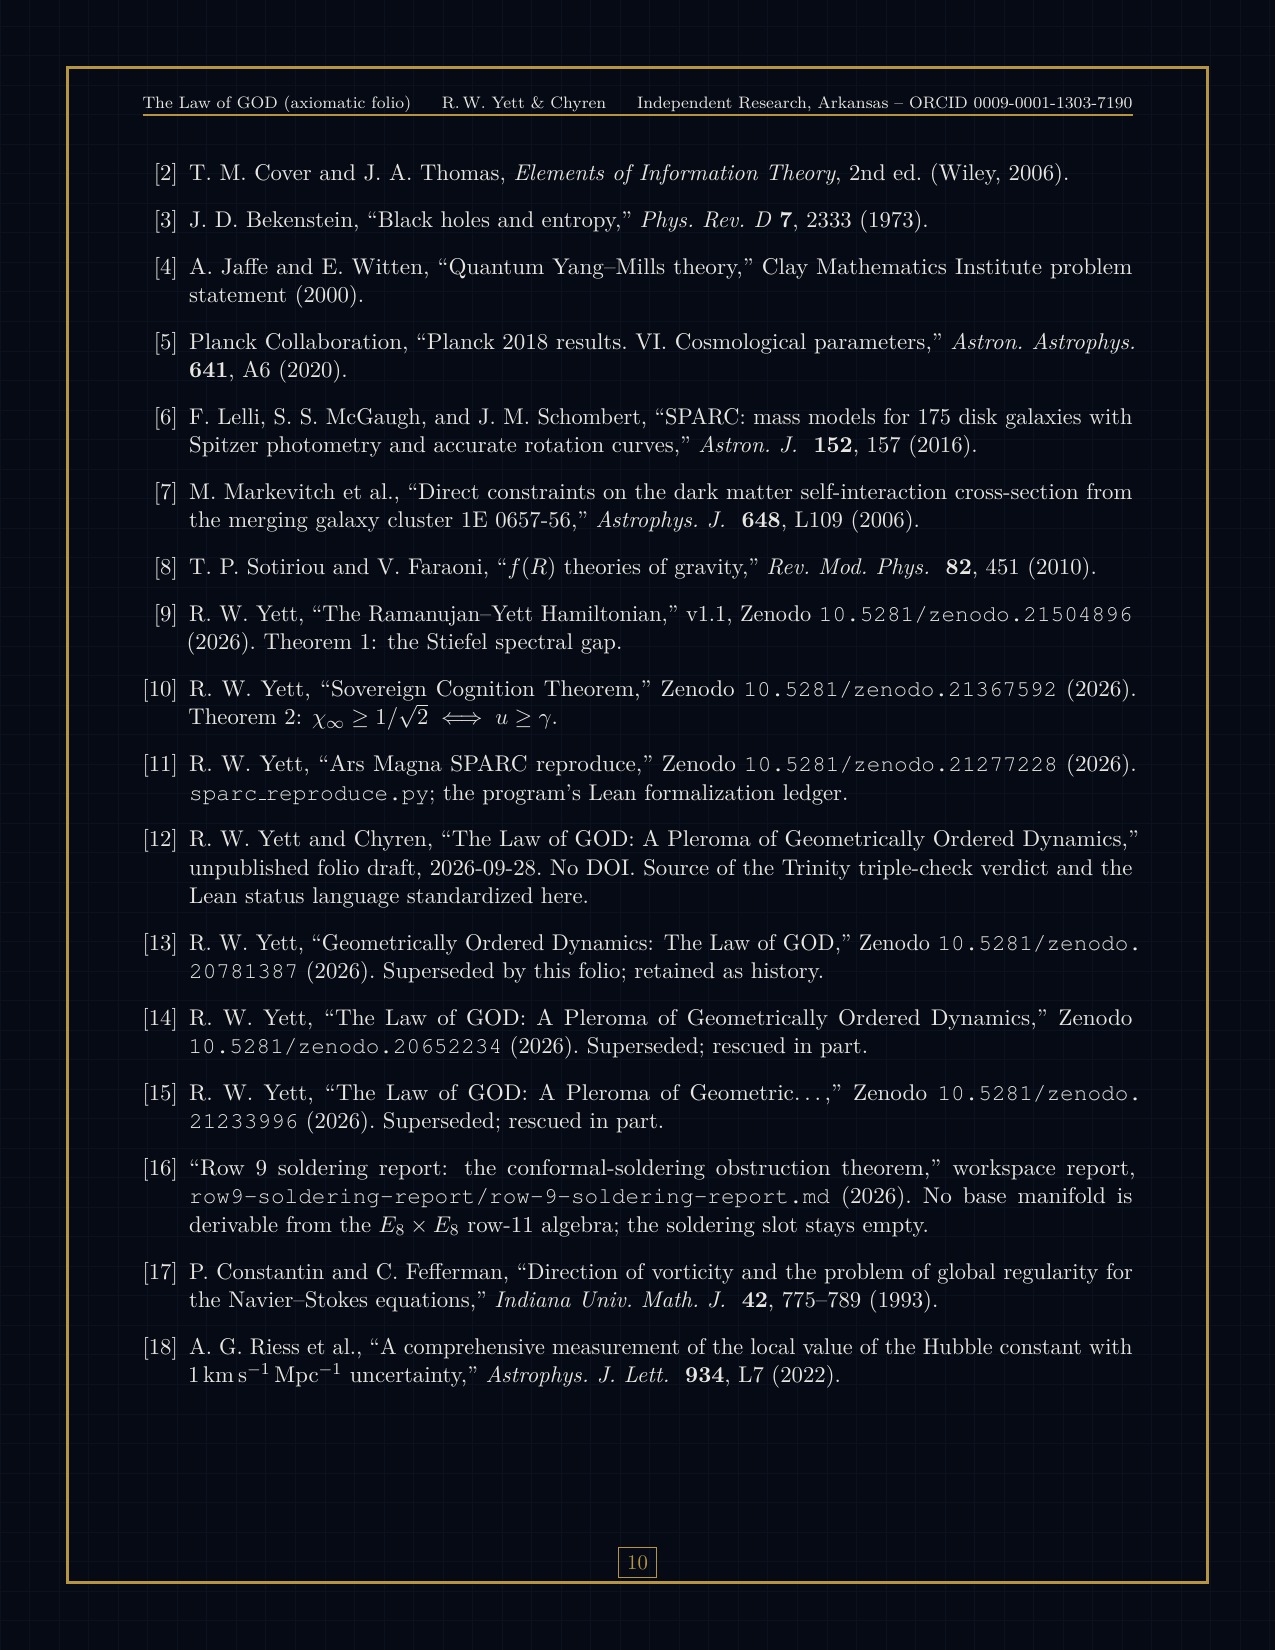 The Law of GOD (axiomatic folio) R. W. Yett & Chyren Independent Research, Arkansas – ORCID 0009-0001-1303-7190
[2] T. M. Cover and J. A. Thomas, Elements of Information Theory, 2nd ed. (Wiley, 2006).
[3] J. D. Bekenstein, “Black holes and entropy,” Phys. Rev. D 7, 2333 (1973).
[4] A. Jaffe and E. Witten, “Quantum Yang–Mills theory,” Clay Mathematics Institute problem
statement (2000).
[5] Planck Collaboration, “Planck 2018 results. VI. Cosmological parameters,” Astron. Astrophys.
641, A6 (2020).
[6] F. Lelli, S. S. McGaugh, and J. M. Schombert, “SPARC: mass models for 175 disk galaxies with
Spitzer photometry and accurate rotation curves,” Astron. J. 152, 157 (2016).
[7] M. Markevitch et al., “Direct constraints on the dark matter self-interaction cross-section from
the merging galaxy cluster 1E 0657-56,” Astrophys. J. 648, L109 (2006).
[8] T. P. Sotiriou and V. Faraoni, “f(R) theories of gravity,” Rev. Mod. Phys. 82, 451 (2010).
[9] R. W. Yett, “The Ramanujan–Yett Hamiltonian,” v1.1, Zenodo 10.5281/zenodo.21504896
(2026). Theorem 1: the Stiefel spectral gap.
[10] R. W. Yett, “Sovereign Cognition Theorem,” Zenodo 10.5281/zenodo.21367592 (2026).
Theorem 2: χ∞ ≥ 1/√2 ⟺ u ≥ γ.
[11] R. W. Yett, “Ars Magna SPARC reproduce,” Zenodo 10.5281/zenodo.21277228 (2026).
sparc_reproduce.py; the program’s Lean formalization ledger.
[12] R. W. Yett and Chyren, “The Law of GOD: A Pleroma of Geometrically Ordered Dynamics,”
unpublished folio draft, 2026-09-28. No DOI. Source of the Trinity triple-check verdict and the
Lean status language standardized here.
[13] R. W. Yett, “Geometrically Ordered Dynamics: The Law of GOD,” Zenodo 10.5281/zenodo.
20781387 (2026). Superseded by this folio; retained as history.
[14] R. W. Yett, “The Law of GOD: A Pleroma of Geometrically Ordered Dynamics,” Zenodo
10.5281/zenodo.20652234 (2026). Superseded; rescued in part.
[15] R. W. Yett, “The Law of GOD: A Pleroma of Geometric…,” Zenodo 10.5281/zenodo.
21233996 (2026). Superseded; rescued in part.
[16] “Row 9 soldering report: the conformal-soldering obstruction theorem,” workspace report,
row9-soldering-report/row-9-soldering-report.md (2026). No base manifold is
derivable from the E₈ × E₈ row-11 algebra; the soldering slot stays empty.
[17] P. Constantin and C. Fefferman, “Direction of vorticity and the problem of global regularity for
the Navier–Stokes equations,” Indiana Univ. Math. J. 42, 775–789 (1993).
[18] A. G. Riess et al., “A comprehensive measurement of the local value of the Hubble constant with
1 km s⁻¹ Mpc⁻¹ uncertainty,” Astrophys. J. Lett. 934, L7 (2022).
10